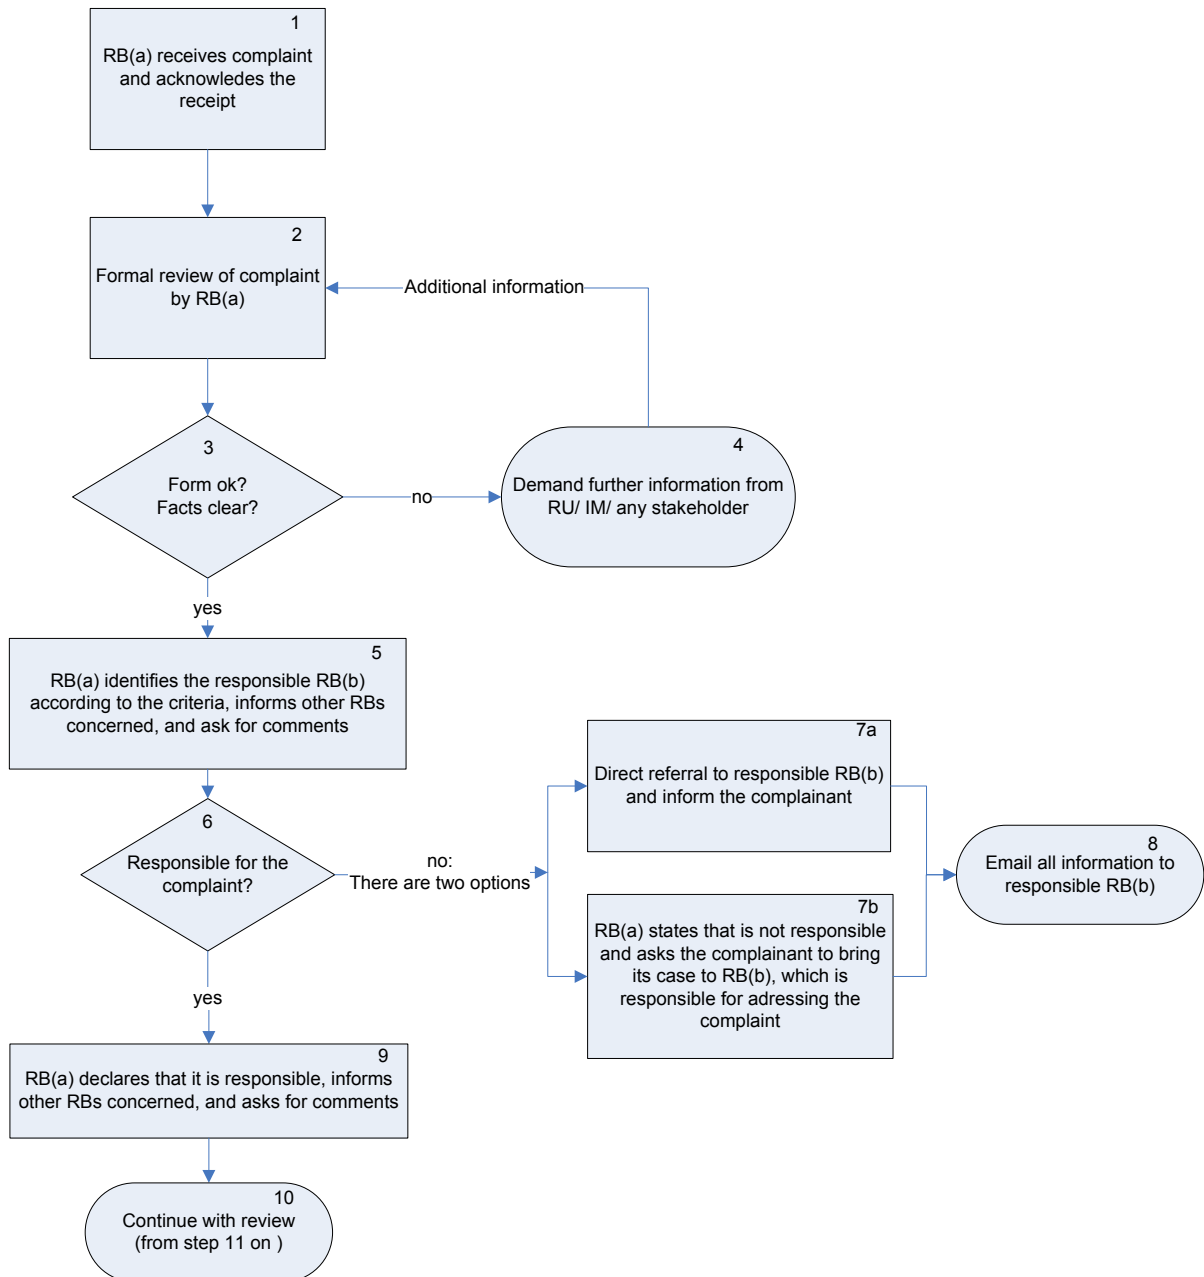 1
RB(a) receives complaint
and acknowledes the
receipt
2
Formal review of complaint
by RB(a)
Additional information
3
Form ok?
Facts clear?
no
4
Demand further information from
RU/ IM/ any stakeholder
yes
5
RB(a) identifies the responsible RB(b)
according to the criteria, informs other RBs
concerned, and ask for comments
6
Responsible for the
complaint?
no:
There are two options
7a
Direct referral to responsible RB(b)
and inform the complainant
7b
RB(a) states that is not responsible
and asks the complainant to bring
its case to RB(b), which is
responsible for adressing the
complaint
8
Email all information to
responsible RB(b)
yes
9
RB(a) declares that it is responsible, informs
other RBs concerned, and asks for comments
10
Continue with review
(from step 11 on )